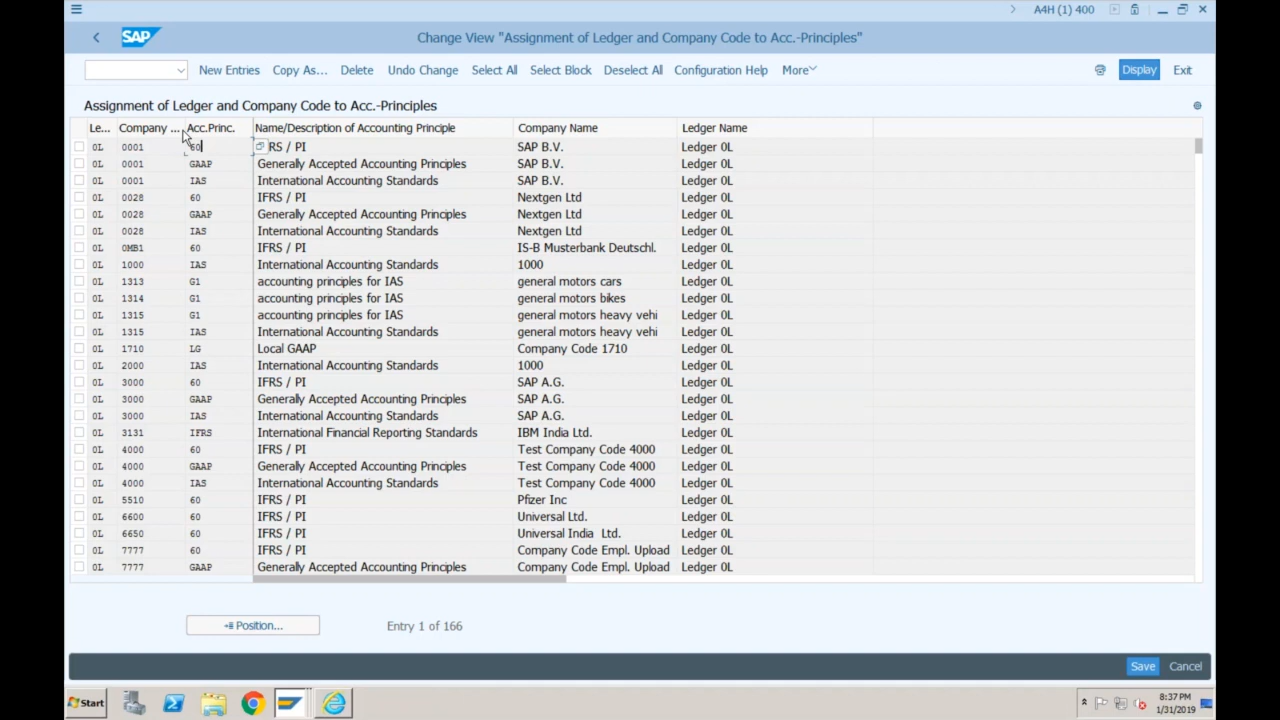 A4H (1) 400
SAP
Change View "Assignment of Ledger and Company Code to Acc.-Principles"
New Entries Copy As... Delete Undo Change Select All Select Block Deselect All Configuration Help More Display Exit
Assignment of Ledger and Company Code to Acc.-Principles
Le... Company ... Acc.Princ. Name/Description of Accounting Principle Company Name Ledger Name
0L 0001 60 RS / PI SAP B.V. Ledger 0L
0L 0001 GAAP Generally Accepted Accounting Principles SAP B.V. Ledger 0L
0L 0001 IAS International Accounting Standards SAP B.V. Ledger 0L
0L 0028 60 IFRS / PI Nextgen Ltd Ledger 0L
0L 0028 GAAP Generally Accepted Accounting Principles Nextgen Ltd Ledger 0L
0L 0028 IAS International Accounting Standards Nextgen Ltd Ledger 0L
0L 0MB1 60 IFRS / PI IS-B Musterbank Deutschl. Ledger 0L
0L 1000 IAS International Accounting Standards 1000 Ledger 0L
0L 1313 G1 accounting principles for IAS general motors cars Ledger 0L
0L 1314 G1 accounting principles for IAS general motors bikes Ledger 0L
0L 1315 G1 accounting principles for IAS general motors heavy vehi Ledger 0L
0L 1315 IAS International Accounting Standards general motors heavy vehi Ledger 0L
0L 1710 LG Local GAAP Company Code 1710 Ledger 0L
0L 2000 IAS International Accounting Standards 1000 Ledger 0L
0L 3000 60 IFRS / PI SAP A.G. Ledger 0L
0L 3000 GAAP Generally Accepted Accounting Principles SAP A.G. Ledger 0L
0L 3000 IAS International Accounting Standards SAP A.G. Ledger 0L
0L 3131 IFRS International Financial Reporting Standards IBM India Ltd. Ledger 0L
0L 4000 60 IFRS / PI Test Company Code 4000 Ledger 0L
0L 4000 GAAP Generally Accepted Accounting Principles Test Company Code 4000 Ledger 0L
0L 4000 IAS International Accounting Standards Test Company Code 4000 Ledger 0L
0L 5510 60 IFRS / PI Pfizer Inc Ledger 0L
0L 6600 60 IFRS / PI Universal Ltd. Ledger 0L
0L 6650 60 IFRS / PI Universal India Ltd. Ledger 0L
0L 7777 60 IFRS / PI Company Code Empl. Upload Ledger 0L
0L 7777 GAAP Generally Accepted Accounting Principles Company Code Empl. Upload Ledger 0L
Position... Entry 1 of 166
Save Cancel
Start 8:37 PM
1/31/2019